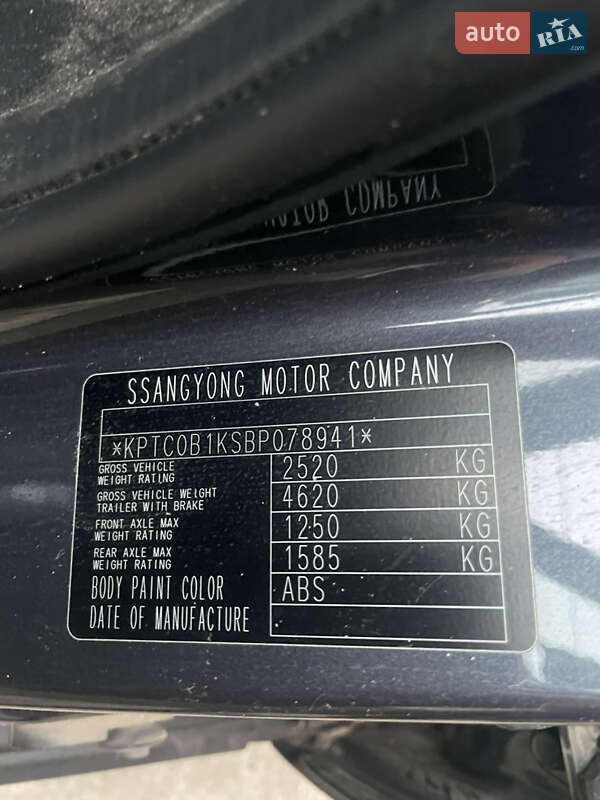 auto RIA.com
MOTOR COMPANY
SSANGYONG MOTOR COMPANY
*KPTC0B1KSBP078941*
GROSS VEHICLE WEIGHT RATING 2520 KG
GROSS VEHICLE WEIGHT TRAILER WITH BRAKE 4620 KG
FRONT AXLE MAX WEIGHT RATING 1250 KG
REAR AXLE MAX WEIGHT RATING 1585 KG
BODY PAINT COLOR ABS
DATE OF MANUFACTURE